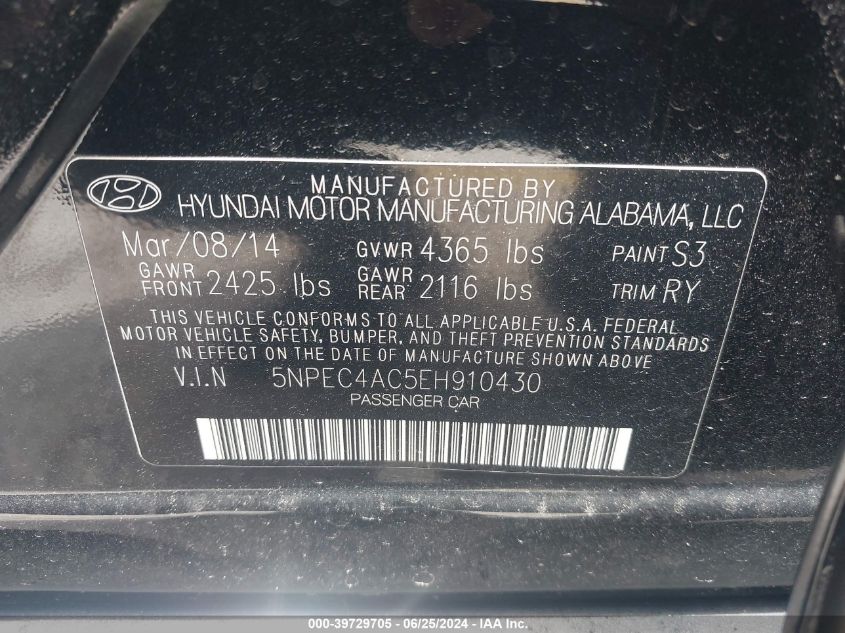 MANUFACTURED BY
HYUNDAI MOTOR MANUFACTURING ALABAMA, LLC
Mar/08/14 GVWR 4365 lbs PAINT S3
GAWR FRONT 2425 lbs GAWR REAR 2116 lbs TRIM RY
THIS VEHICLE CONFORMS TO ALL APPLICABLE U.S.A. FEDERAL
MOTOR VEHICLE SAFETY, BUMPER, AND THEFT PREVENTION STANDARDS
IN EFFECT ON THE DATE OF MANUFACTURE SHOWN ABOVE
V.I.N 5NPEC4AC5EH910430
PASSENGER CAR
000-39729705 - 06/25/2024 - IAA Inc.